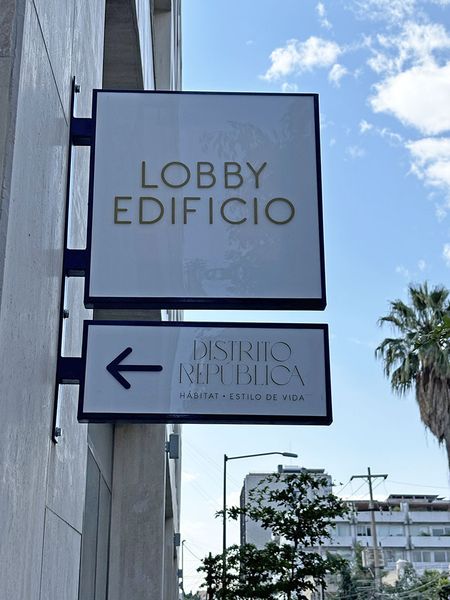 LOBBY
EDIFICIO
DISTRITO
REPÚBLICA
HÁBITAT • ESTILO DE VIDA